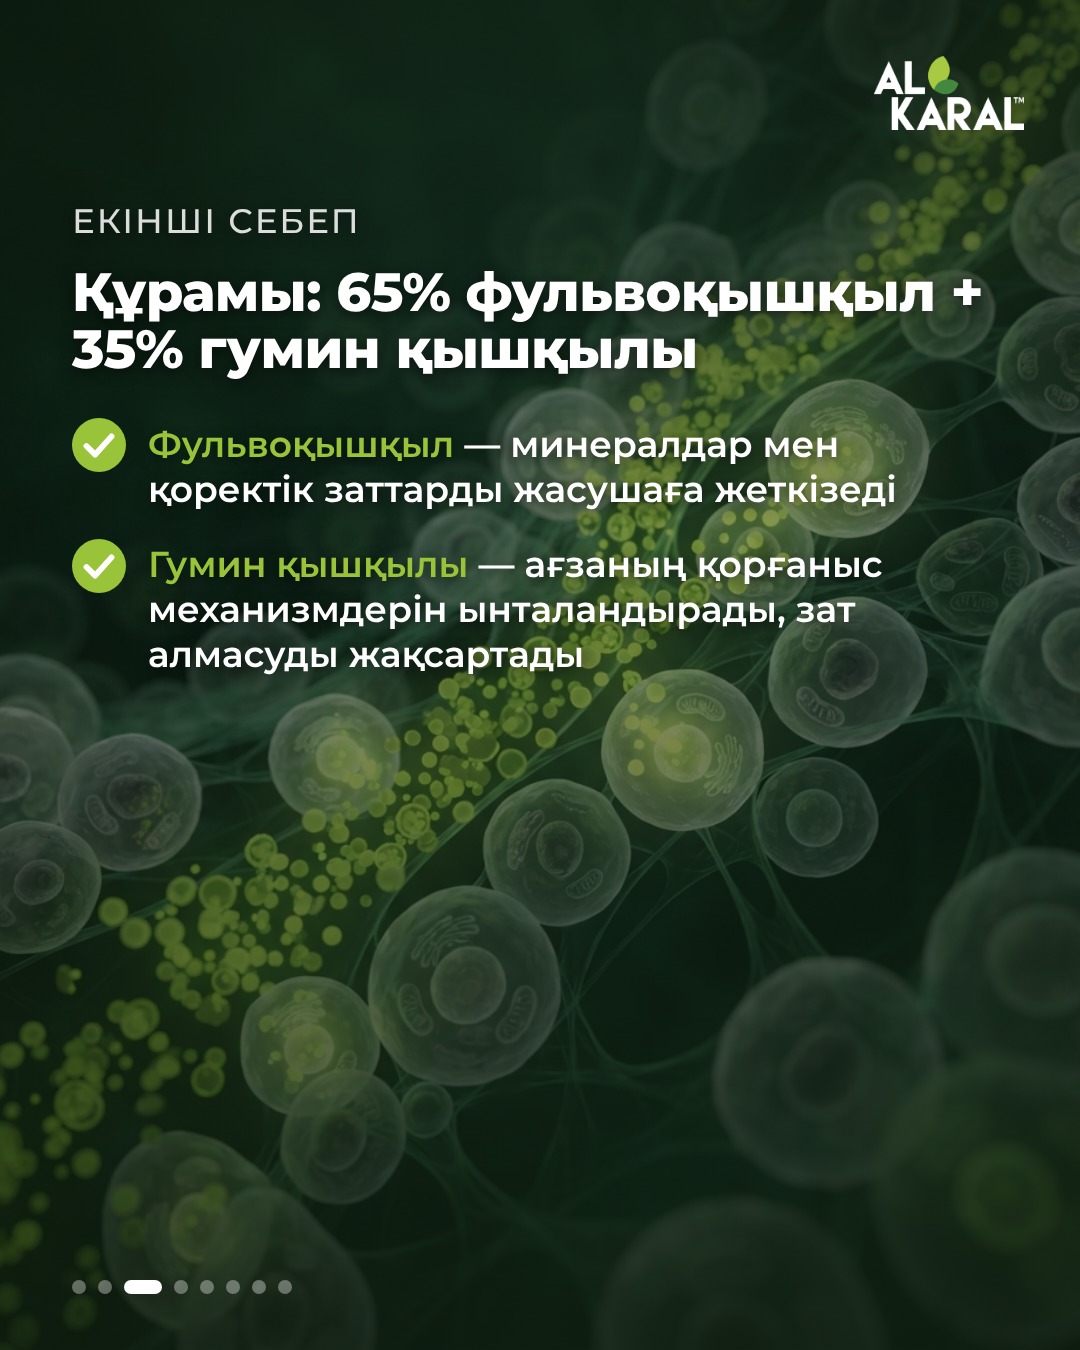 AL
KARAL™
ЕКІНШІ СЕБЕП
Құрамы: 65% фульвоқышқыл +
35% гумин қышқылы
Фульвоқышқыл — минералдар мен
қоректік заттарды жасушаға жеткізеді
Гумин қышқылы — ағзаның қорғаныс
механизмдерін ынталандырады, зат
алмасуды жақсартады